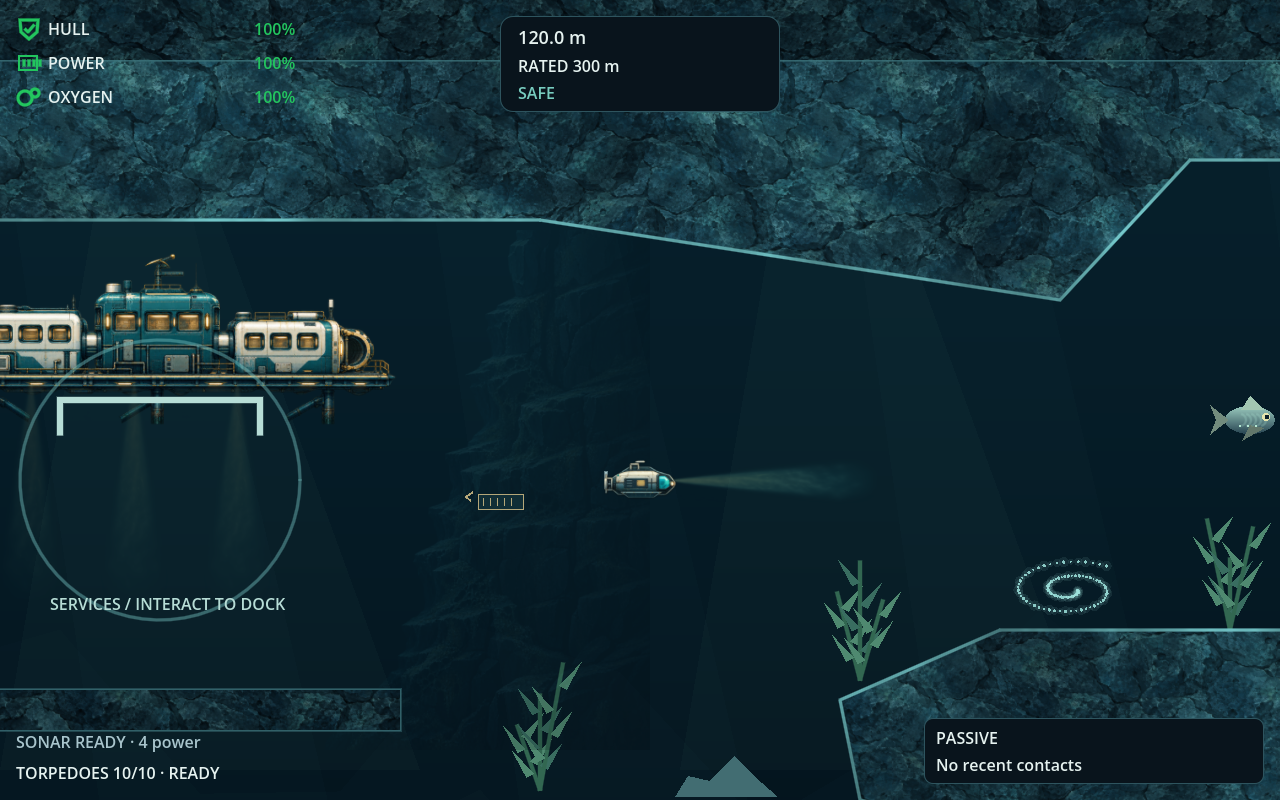 HULL 100%
POWER 100%
OXYGEN 100%
120.0 m
RATED 300 m
SAFE
SERVICES / INTERACT TO DOCK
SONAR READY · 4 power
TORPEDOES 10/10 · READY
PASSIVE
No recent contacts